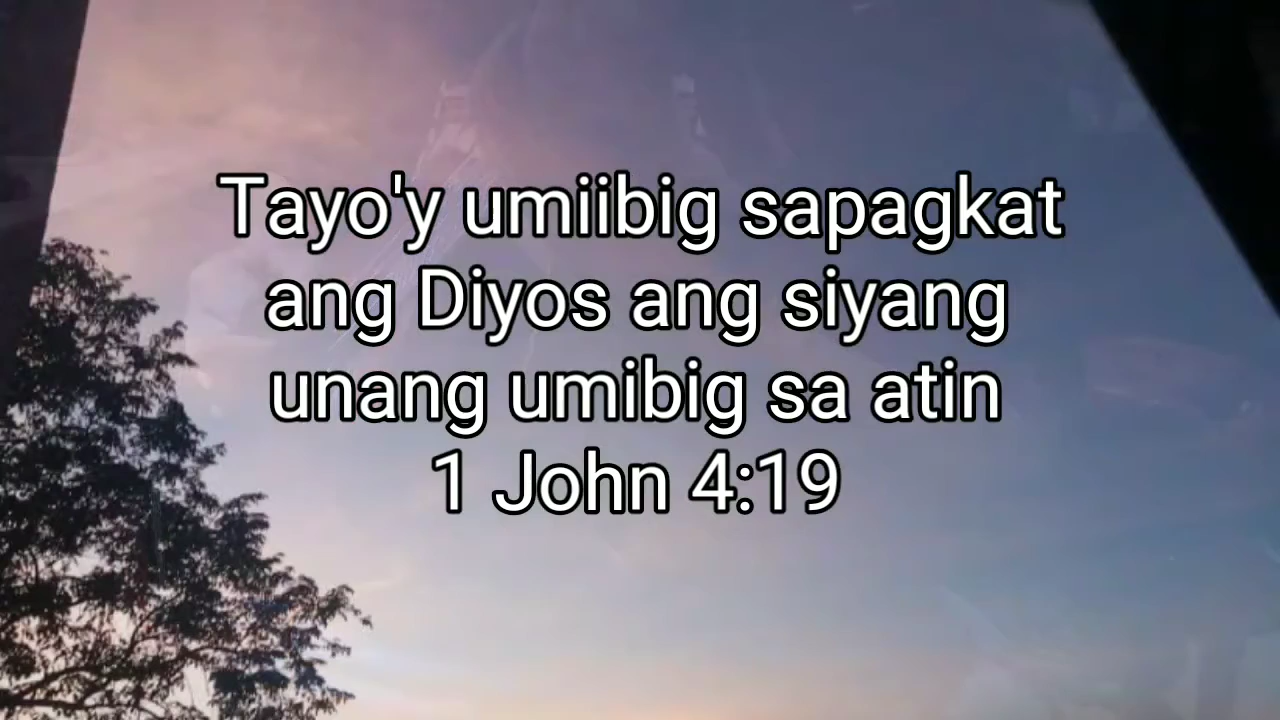 Tayo'y umiibig sapagkat
ang Diyos ang siyang
unang umibig sa atin
1 John 4:19